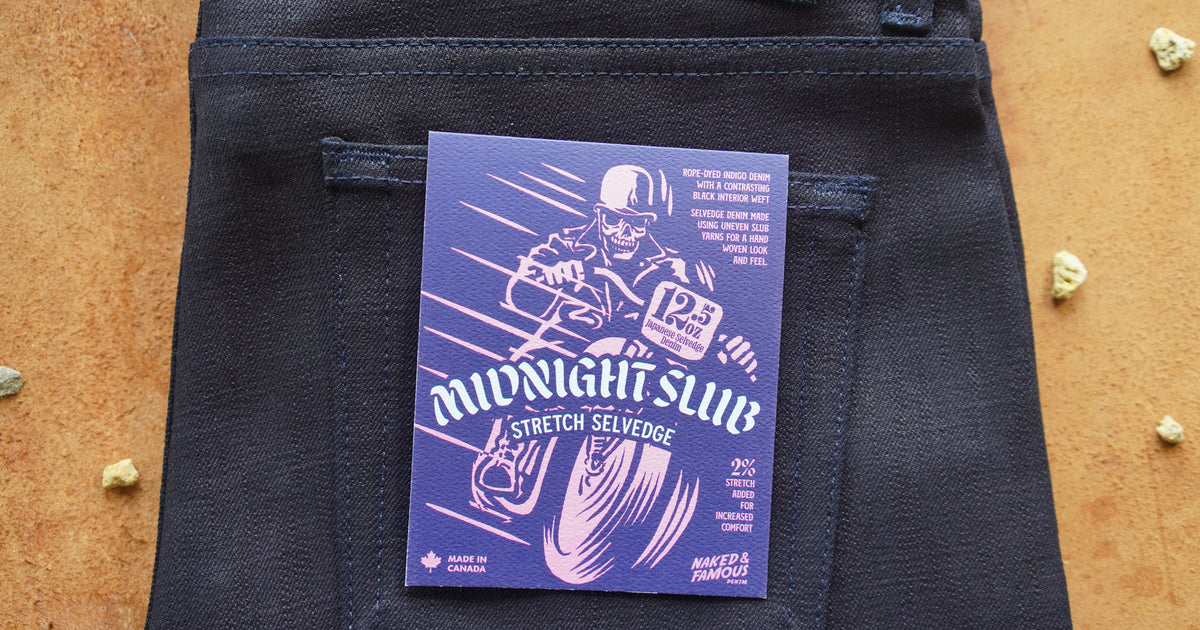 ROPE-DYED INDIGO DENIM
WITH A CONTRASTING
BLACK INTERIOR WEFT
SELVEDGE DENIM MADE
USING UNEVEN SLUB
YARNS FOR A HAND
WOVEN LOOK
AND FEEL.
12.5
oz
Japanese Selvedge
Denim
MIDNIGHT SLUB
STRETCH SELVEDGE
2%
STRETCH
ADDED
FOR
INCREASED
COMFORT
MADE IN
CANADA
NAKED &
FAMOUS
DENIM